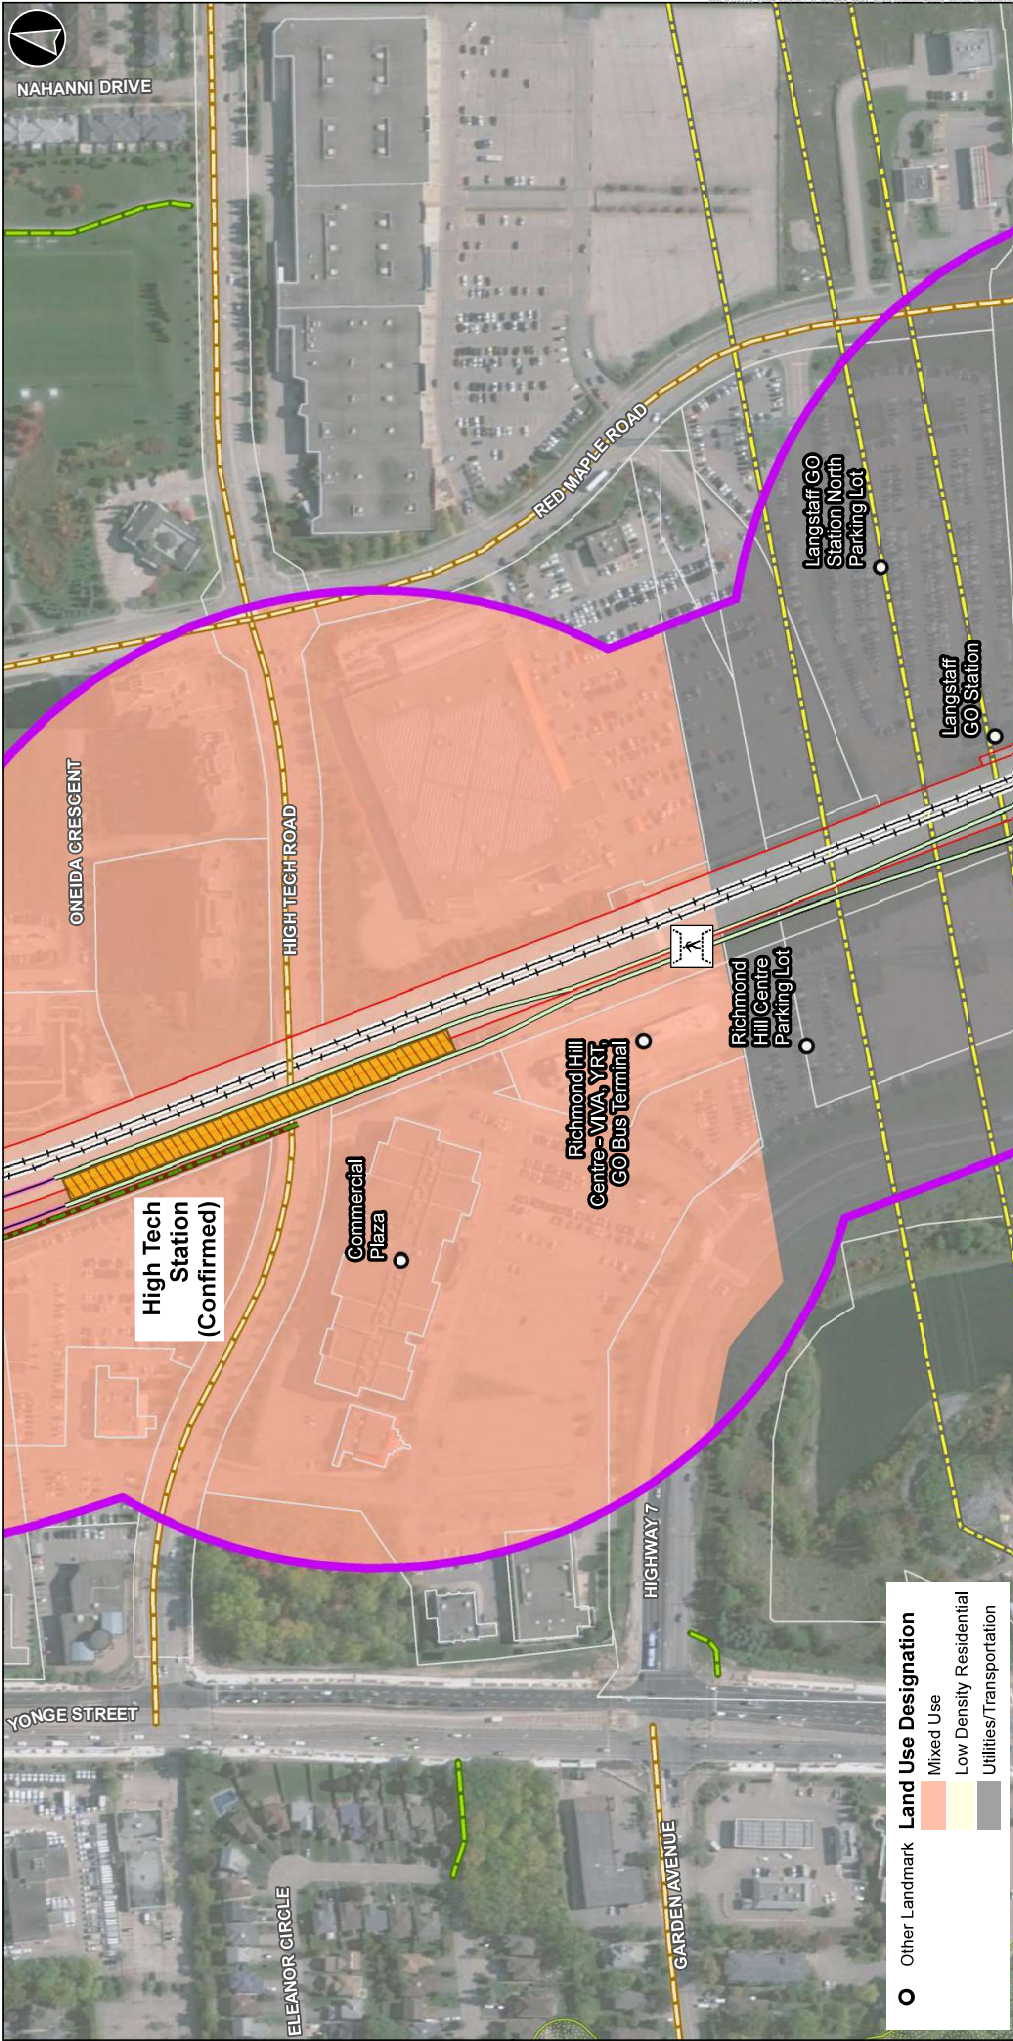 NAHANNI DRIVE
RED MAPLE ROAD
Langstaff GO
Station North
Parking Lot
Langstaff
GO Station
ONEIDA CRESCENT
HIGH TECH ROAD
Richmond
Hill Centre
Parking Lot
Richmond Hill
Centre - VIVA, YRT,
GO Bus Terminal
Commercial
Plaza
High Tech
Station
(Confirmed)
HIGHWAY 7
YONGE STREET
GARDEN AVENUE
ELEANOR CIRCLE
Other Landmark
Land Use Designation
Mixed Use
Low Density Residential
Utilities/Transportation